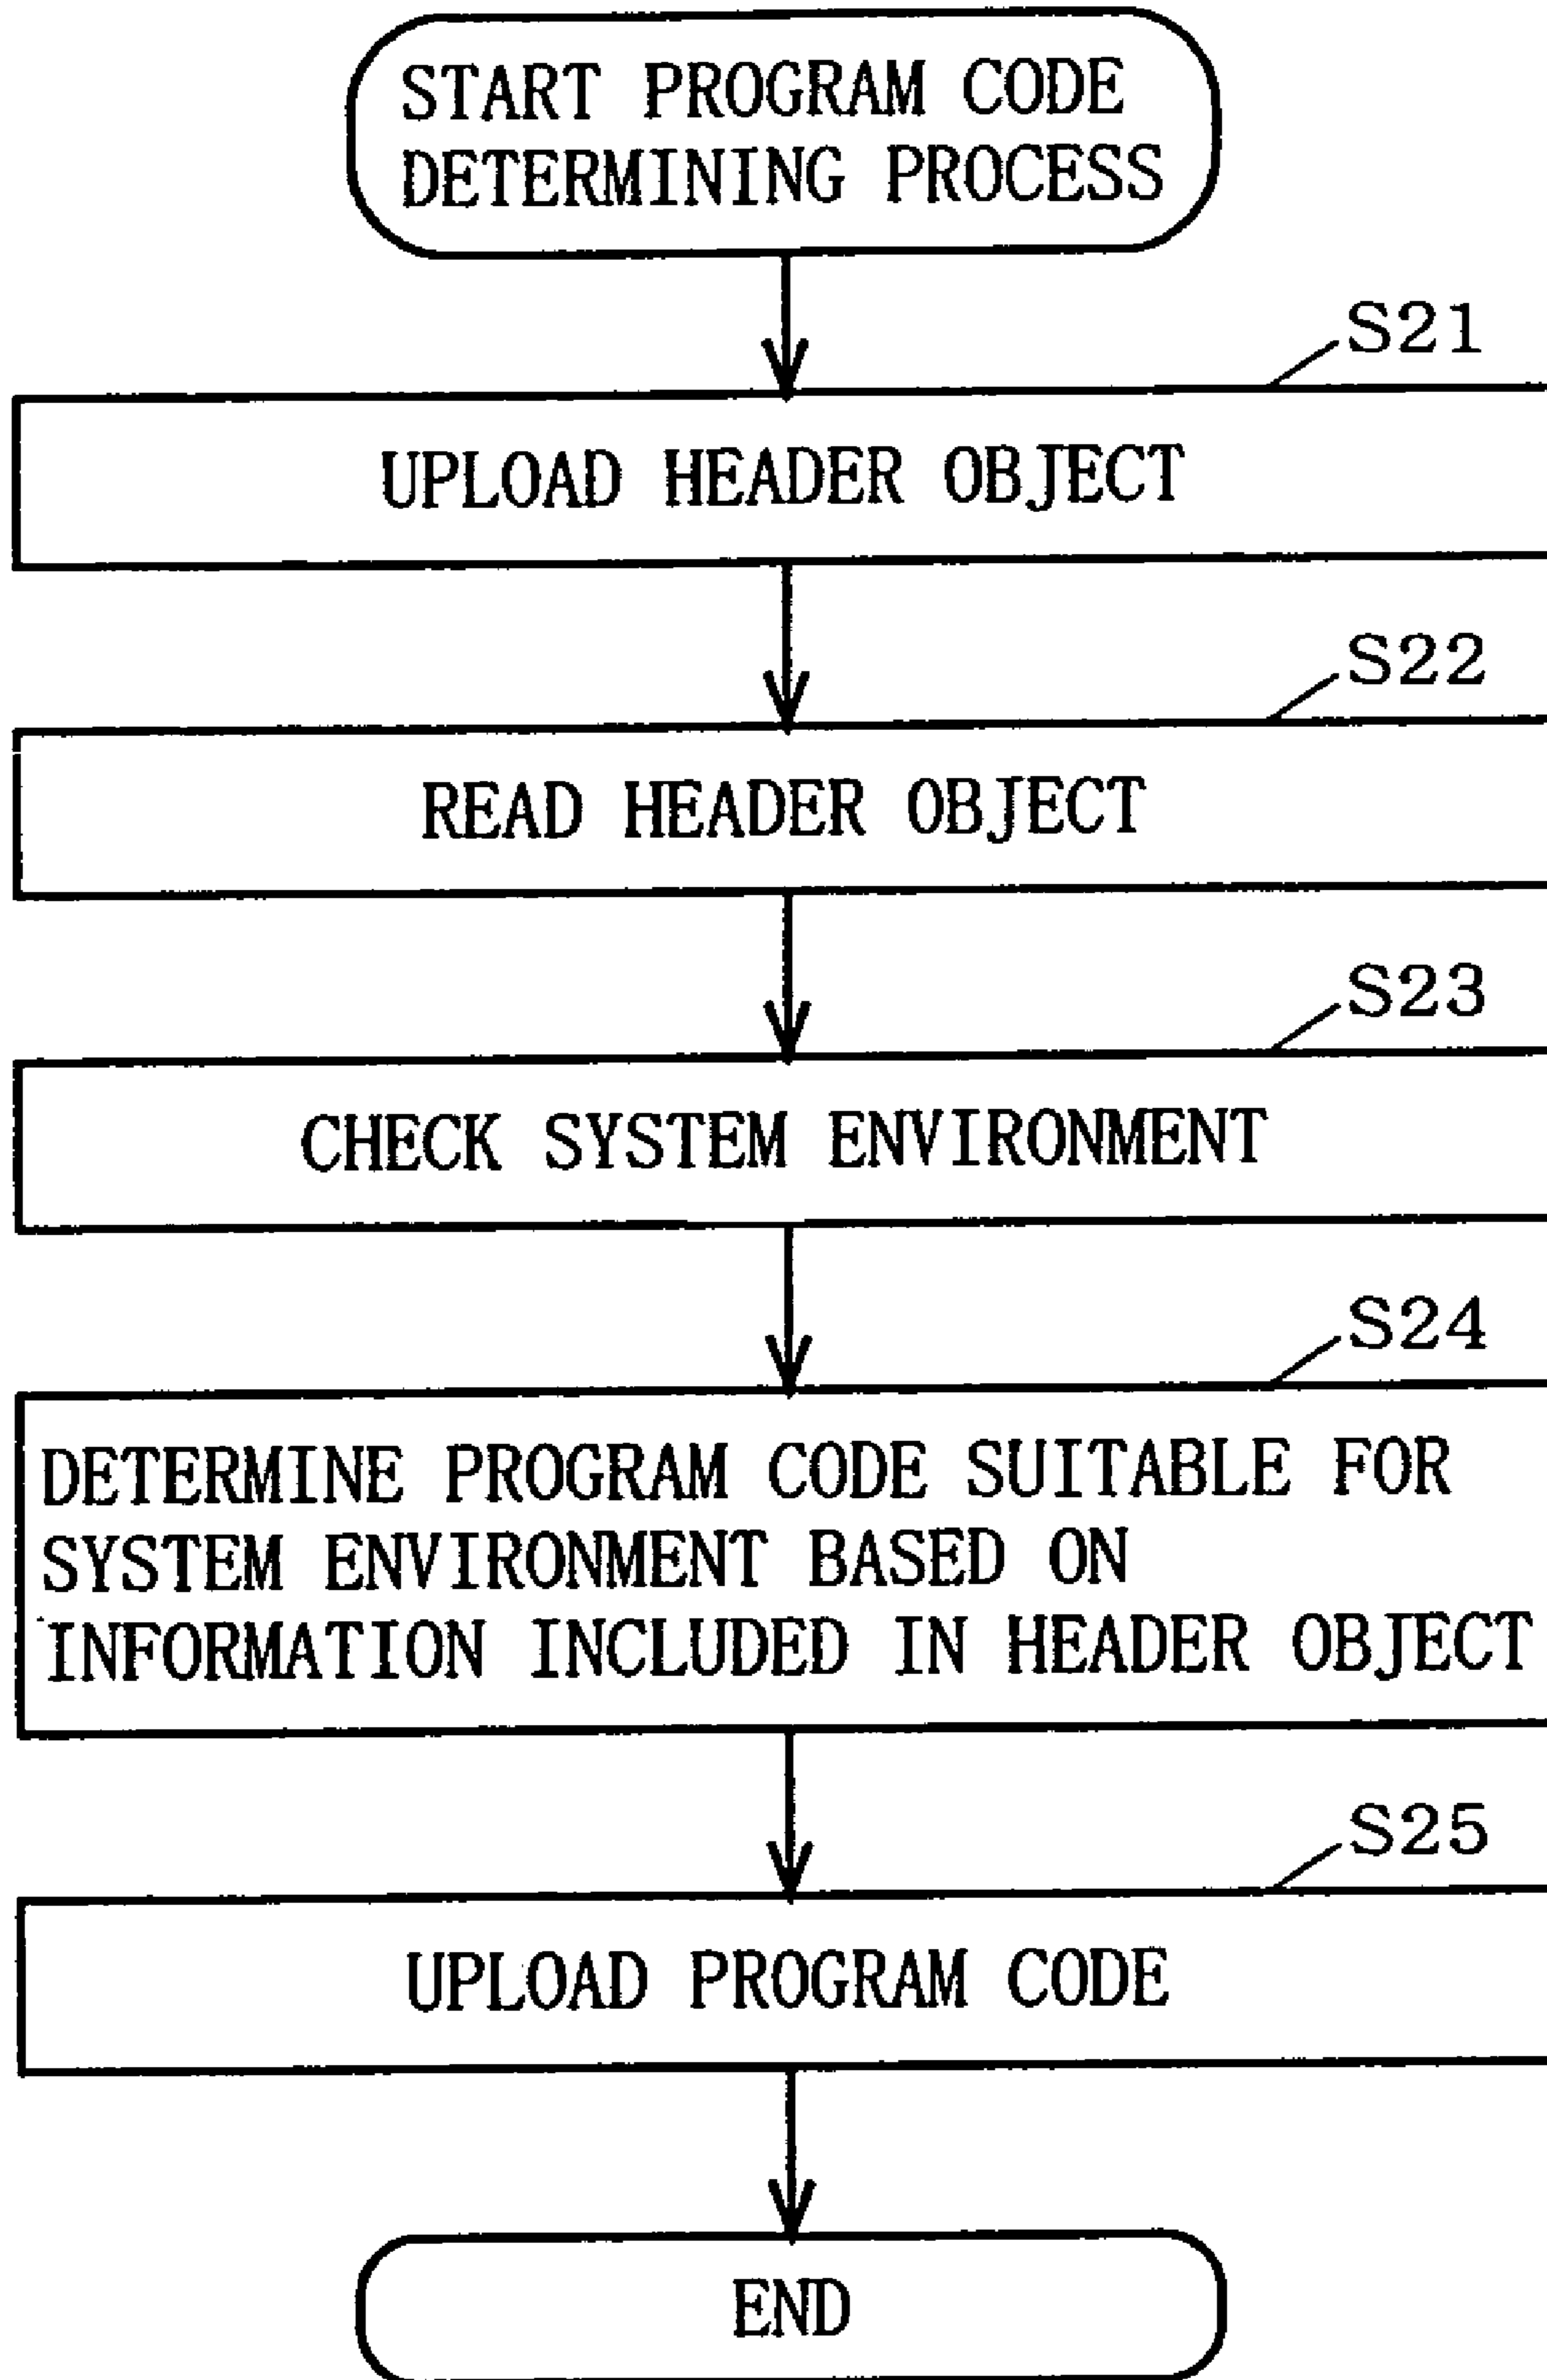 START PROGRAM CODE
DETERMINING PROCESS
S21
UPLOAD HEADER OBJECT
S22
READ HEADER OBJECT
S23
CHECK SYSTEM ENVIRONMENT
S24
DETERMINE PROGRAM CODE SUITABLE FOR
SYSTEM ENVIRONMENT BASED ON
INFORMATION INCLUDED IN HEADER OBJECT
S25
UPLOAD PROGRAM CODE
END